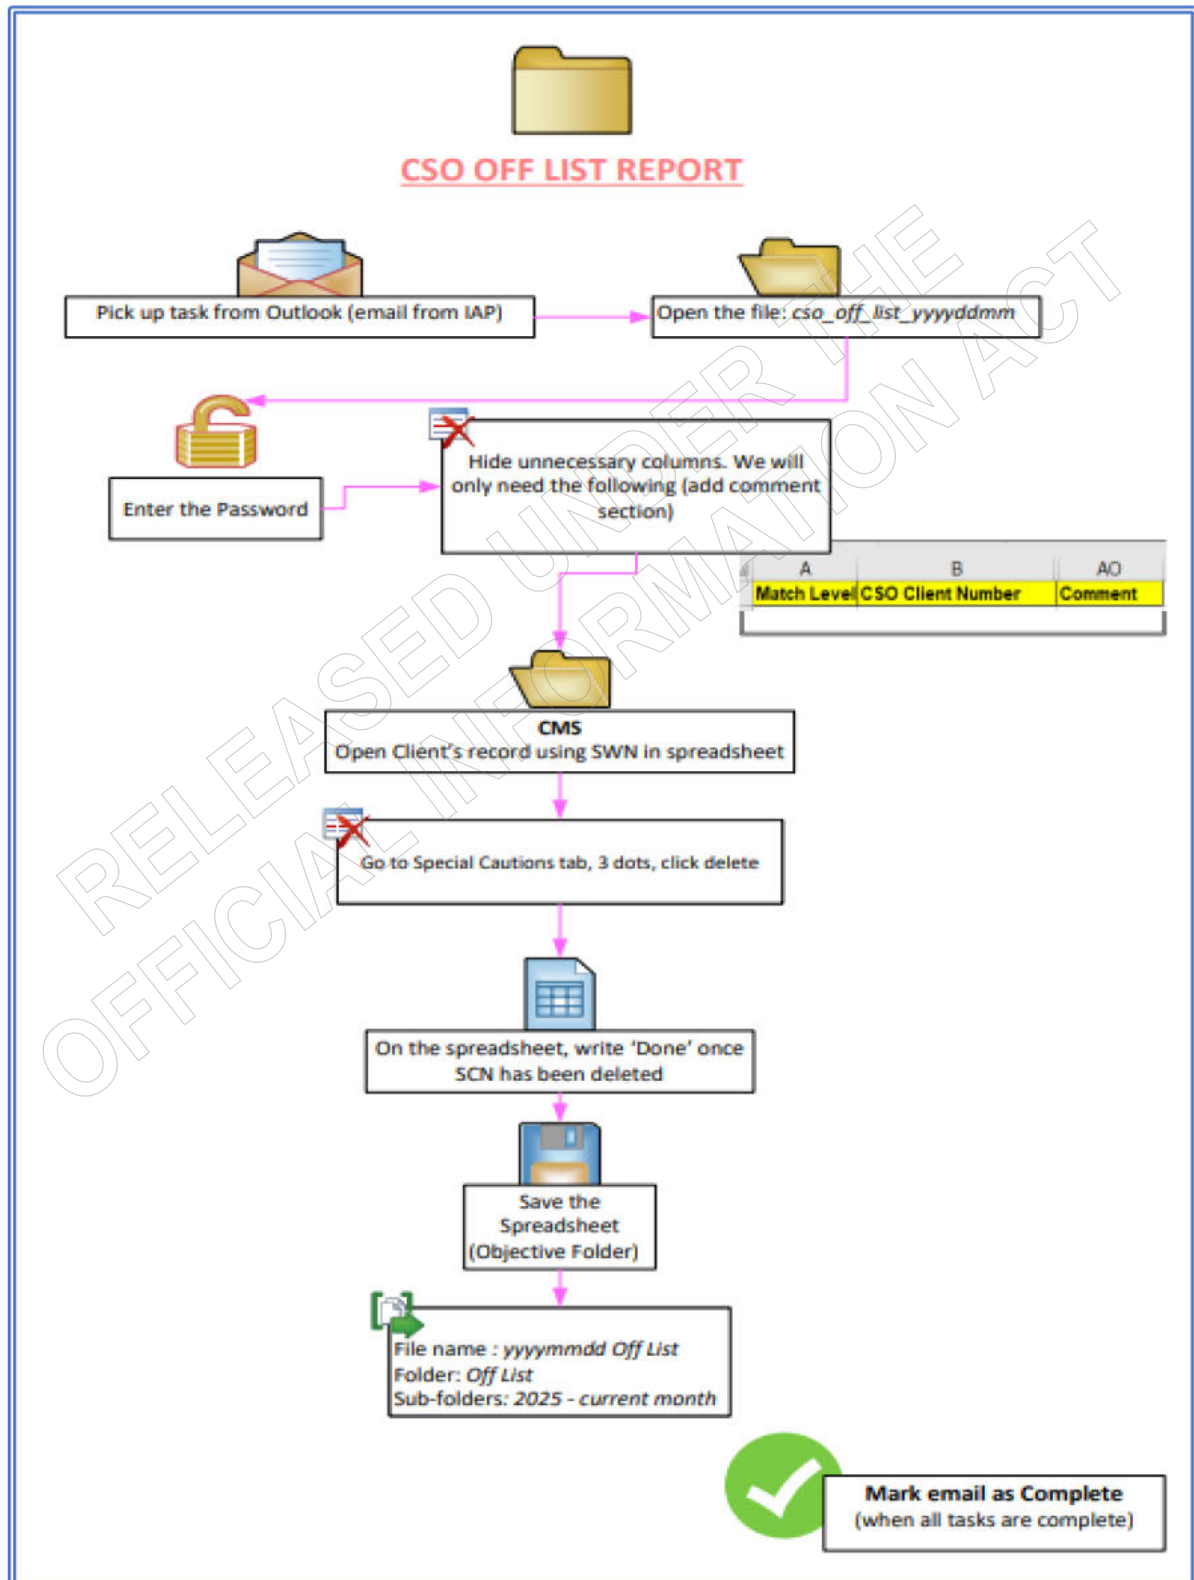 CSO OFF LIST REPORT
Pick up task from Outlook (email from IAP)
Open the file: cso_off_list_yyyyddmm
Enter the Password
Hide unnecessary columns. We will
only need the following (add comment
section)
A B AO
Match Level CSO Client Number Comment
CMS
Open Client's record using SWN in spreadsheet
Go to Special Cautions tab, 3 dots, click delete
On the spreadsheet, write 'Done' once
SCN has been deleted
Save the
Spreadsheet
(Objective Folder)
File name : yyyymmdd Off List
Folder: Off List
Sub-folders: 2025 - current month
Mark email as Complete
(when all tasks are complete)
RELEASED UNDER THE
OFFICIAL INFORMATION ACT